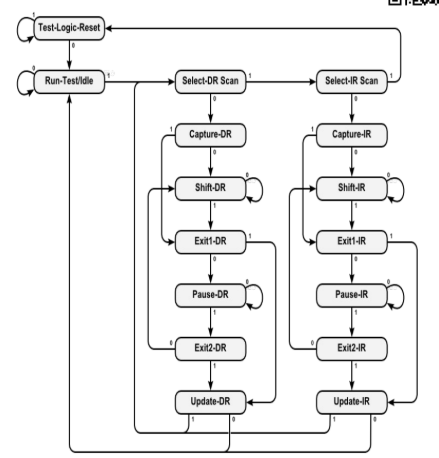 1
Test-Logic-Reset
0
0
Run-Test/Idle
1
Select-DR Scan
1
Select-IR Scan
1
0
0
1
Capture-DR
1
Capture-IR
0
0
Shift-DR
0
Shift-IR
0
1
1
Exit1-DR
1
Exit1-IR
1
0
0
Pause-DR
0
Pause-IR
0
1
1
0
Exit2-DR
0
Exit2-IR
1
1
Update-DR
Update-IR
1
0
1
0